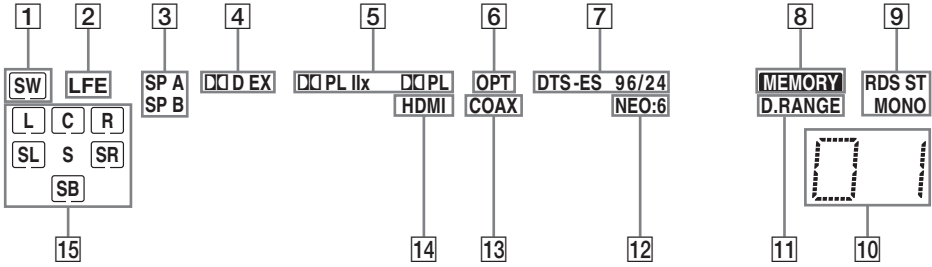 1 2 3 4 5 6 7 8 9
SW LFE SP A DD D EX DD PL IIx DD PL OPT DTS-ES 96/24 MEMORY RDS ST
SP B HDMI COAX NEO:6 D.RANGE MONO
L C R
SL S SR
SB
0 1
15 14 13 12 11 10